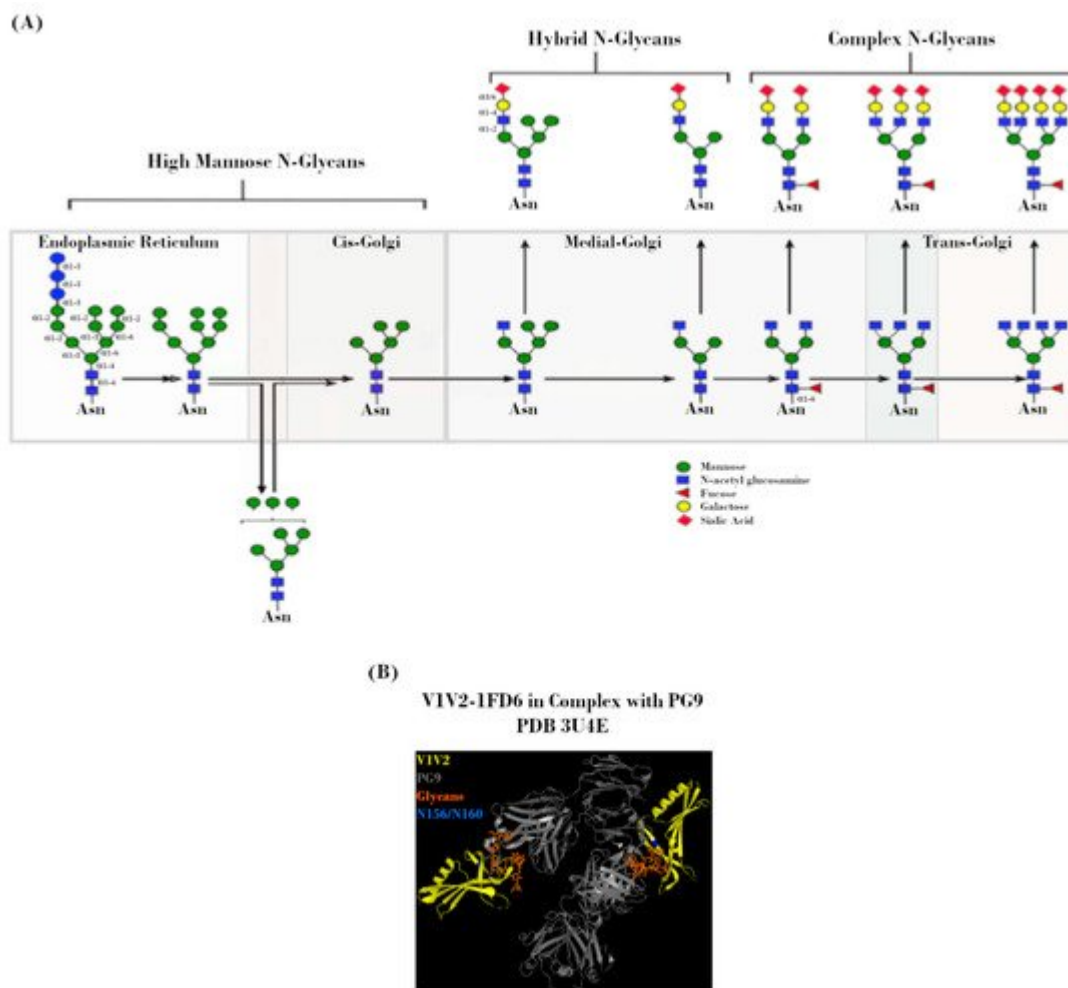 (A)
Hybrid N-Glycans
Complex N-Glycans
High Mannose N-Glycans
Asn
Asn
Asn
Asn
Asn
Endoplasmic Reticulum
Cis-Golgi
Medial-Golgi
Trans-Golgi
Asn
Asn
Asn
Asn
Asn
Asn
Asn
Asn
Mannose
N-acetyl glucosamine
Fucose
Galactose
Sialic Acid
Asn
(B)
V1V2-1FD6 in Complex with PG9
PDB 3U4E
V1V2
PG9
Glycans
N156/N160